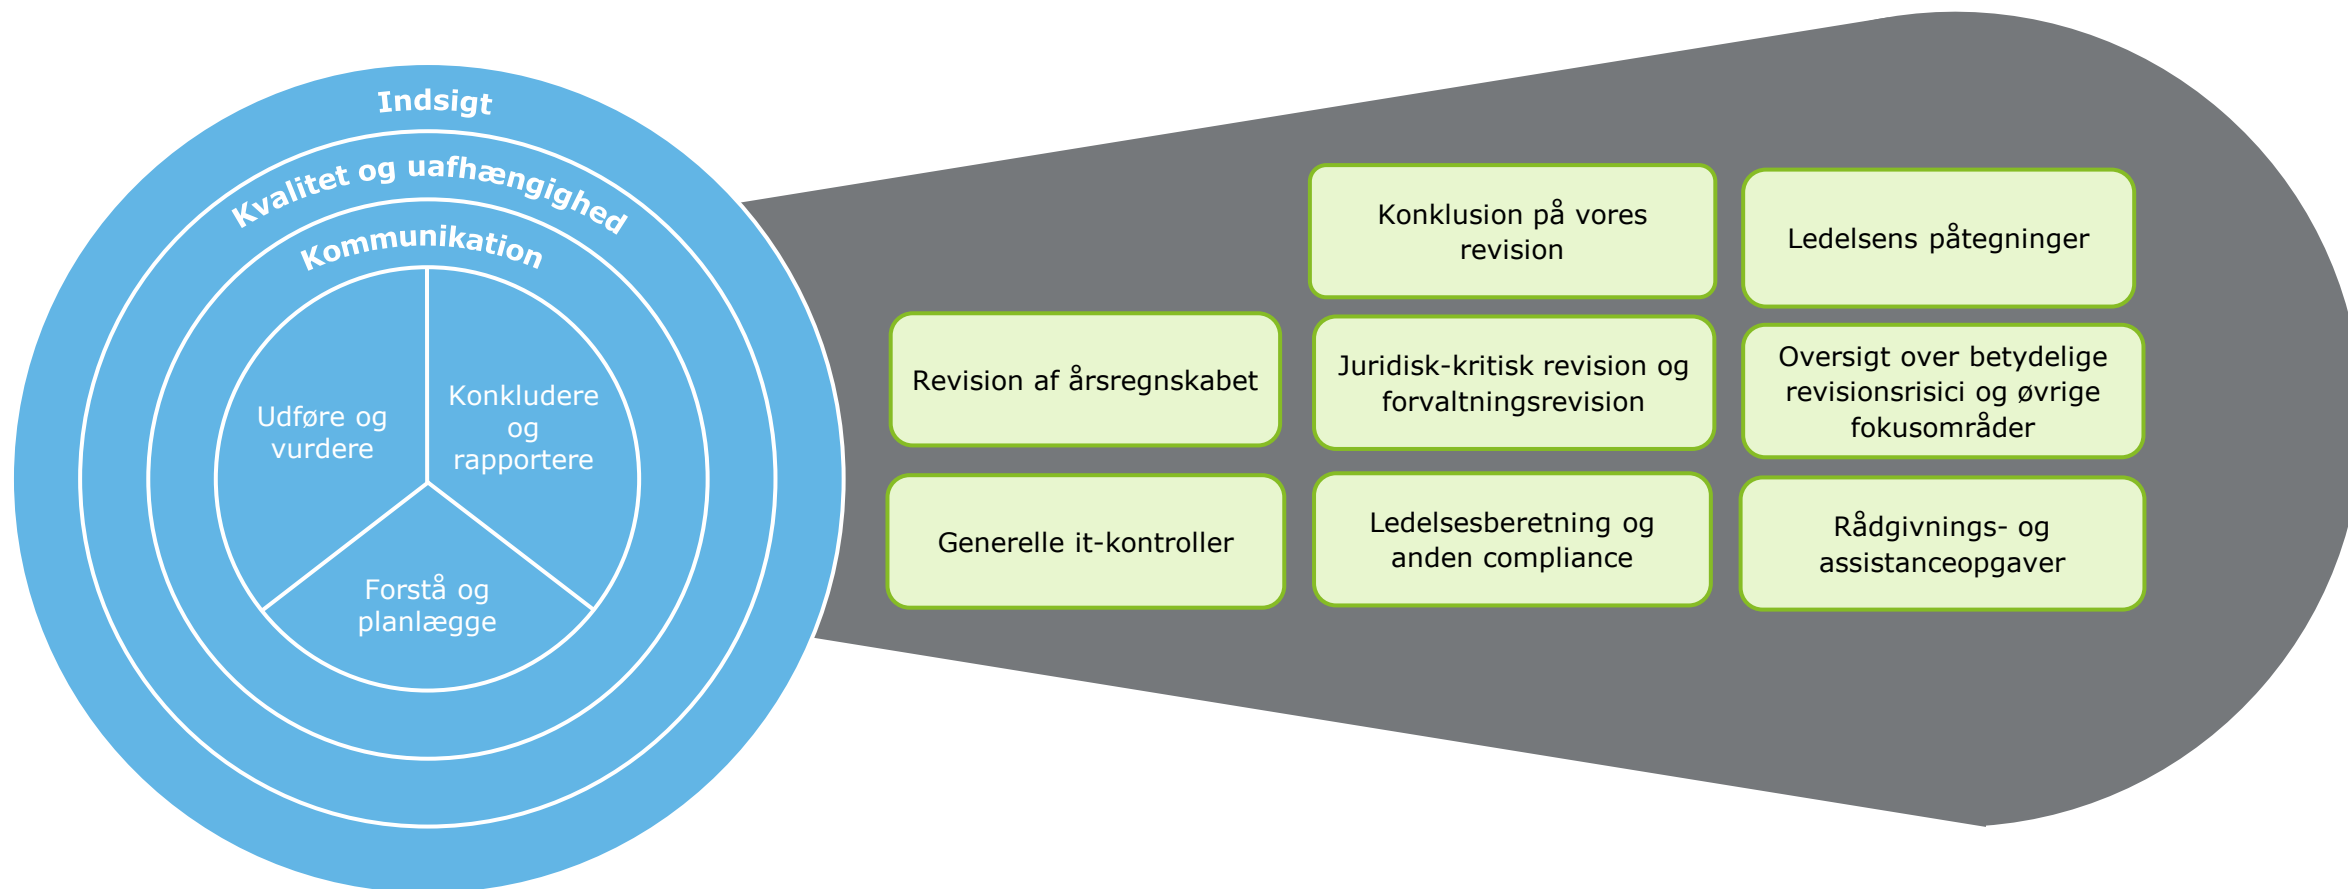 Indsigt
Kvalitet og uafhængighed
Kommunikation
Udføre og
vurdere
Konkludere
og
rapportere
Forstå og
planlægge
Konklusion på vores
revision
Ledelsens påtegninger
Revision af årsregnskabet
Juridisk-kritisk revision og
forvaltningsrevision
Oversigt over betydelige
revisionsrisici og øvrige
fokusområder
Generelle it-kontroller
Ledelsesberetning og
anden compliance
Rådgivnings- og
assistanceopgaver